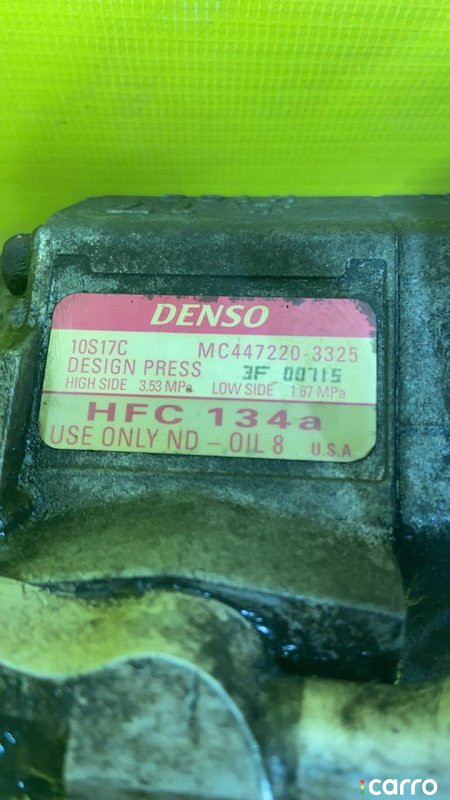 DENSO
10S17C MC447220-3325
DESIGN PRESS 3F 00715
HIGH SIDE 3.53 MPa LOW SIDE 1.67 MPa
HFC 134a
USE ONLY ND-OIL 8 U.S.A.
carro